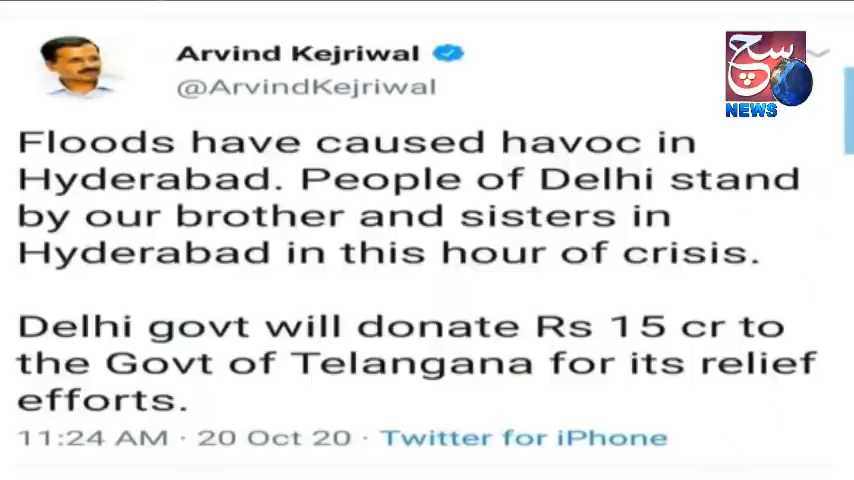 Arvind Kejriwal
@ArvindKejriwal
سچ
NEWS
Floods have caused havoc in
Hyderabad. People of Delhi stand
by our brother and sisters in
Hyderabad in this hour of crisis.
Delhi govt will donate Rs 15 cr to
the Govt of Telangana for its relief
efforts.
11:24 AM · 20 Oct 20 · Twitter for iPhone